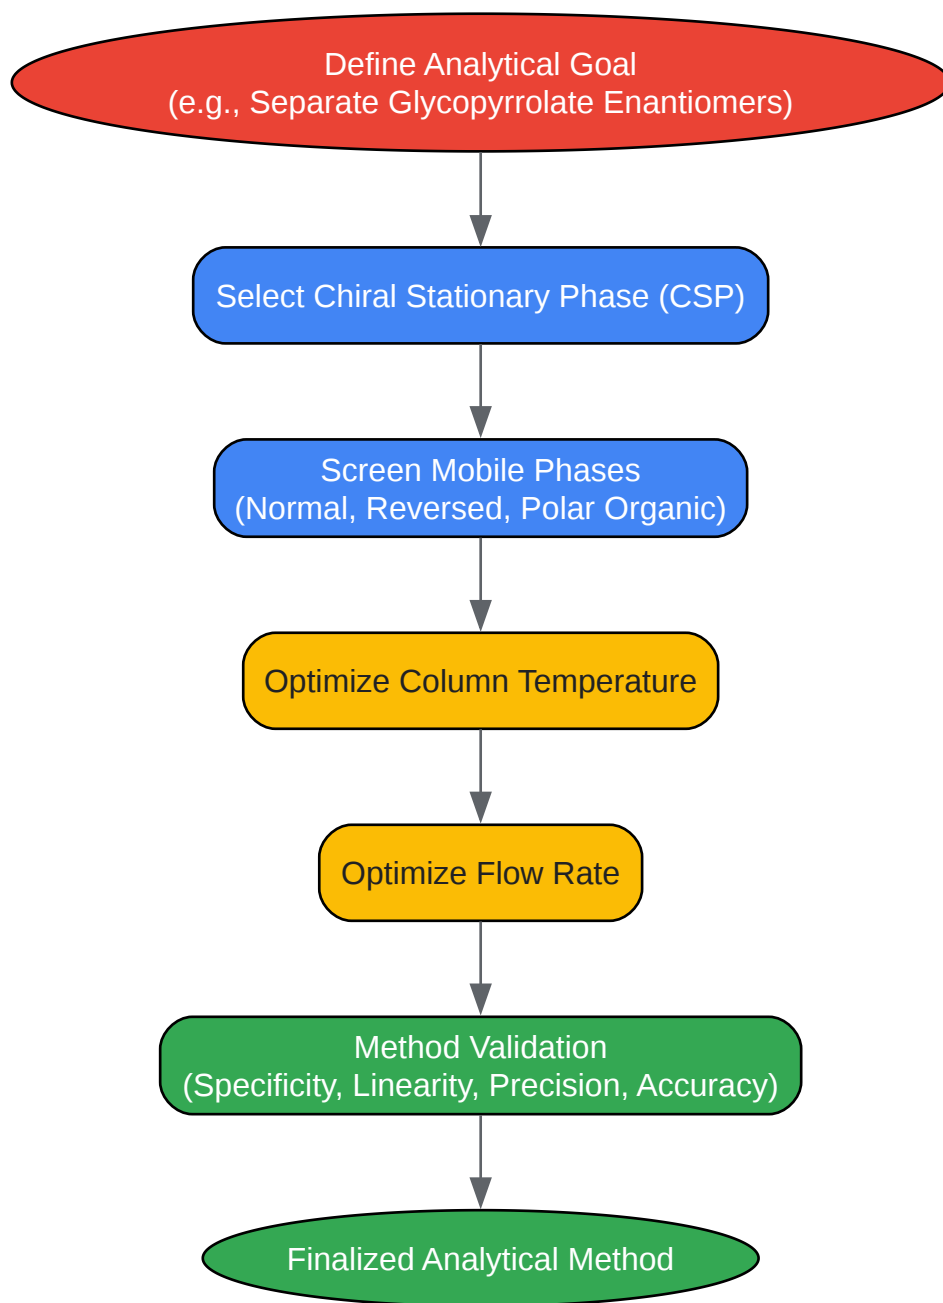 Define Analytical Goal
(e.g., Separate Glycopyrrolate Enantiomers)
Select Chiral Stationary Phase (CSP)
Screen Mobile Phases
(Normal, Reversed, Polar Organic)
Optimize Column Temperature
Optimize Flow Rate
Method Validation
(Specificity, Linearity, Precision, Accuracy)
Finalized Analytical Method